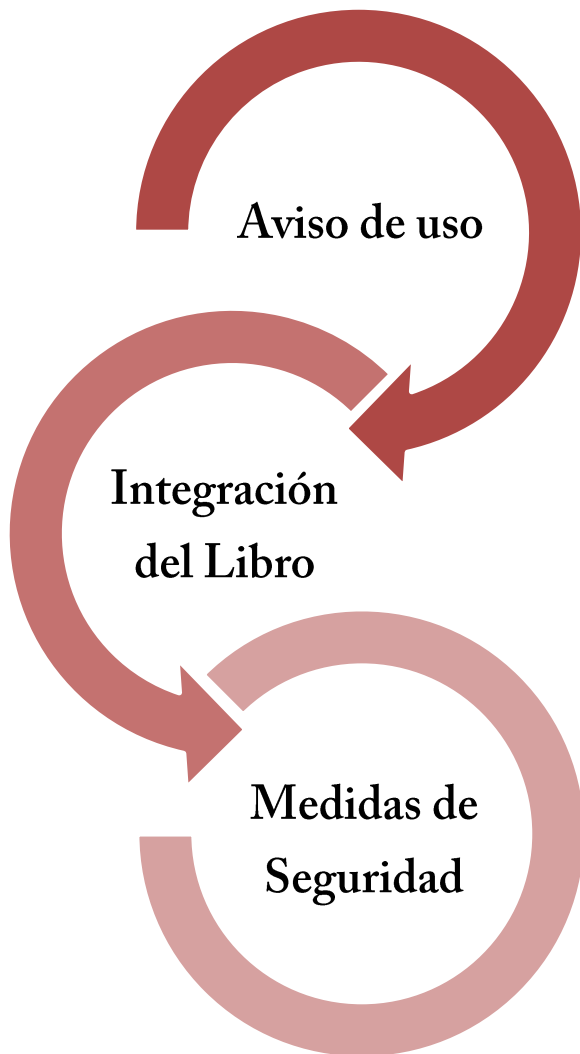 Aviso de uso
Integración
del Libro
Medidas de
Seguridad